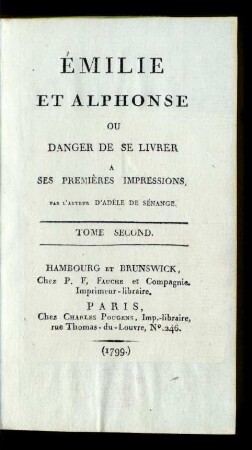 ÉMILIE
ET ALPHONSE
OU
DANGER DE SE LIVRER
A
SES PREMIÈRES IMPRESSIONS,
PAR L'AUTEUR D'ADÈLE DE SÉNANGE.
TOME SECOND.
HAMBOURG ET BRUNSWICK,
Chez P. F. FAUCHE et Compagnie.
Imprimeur-libraire.
PARIS,
Chez CHARLES POUGENS, Imp.-libraire,
rue Thomas-du-Louvre, No. 246.
(1799.)